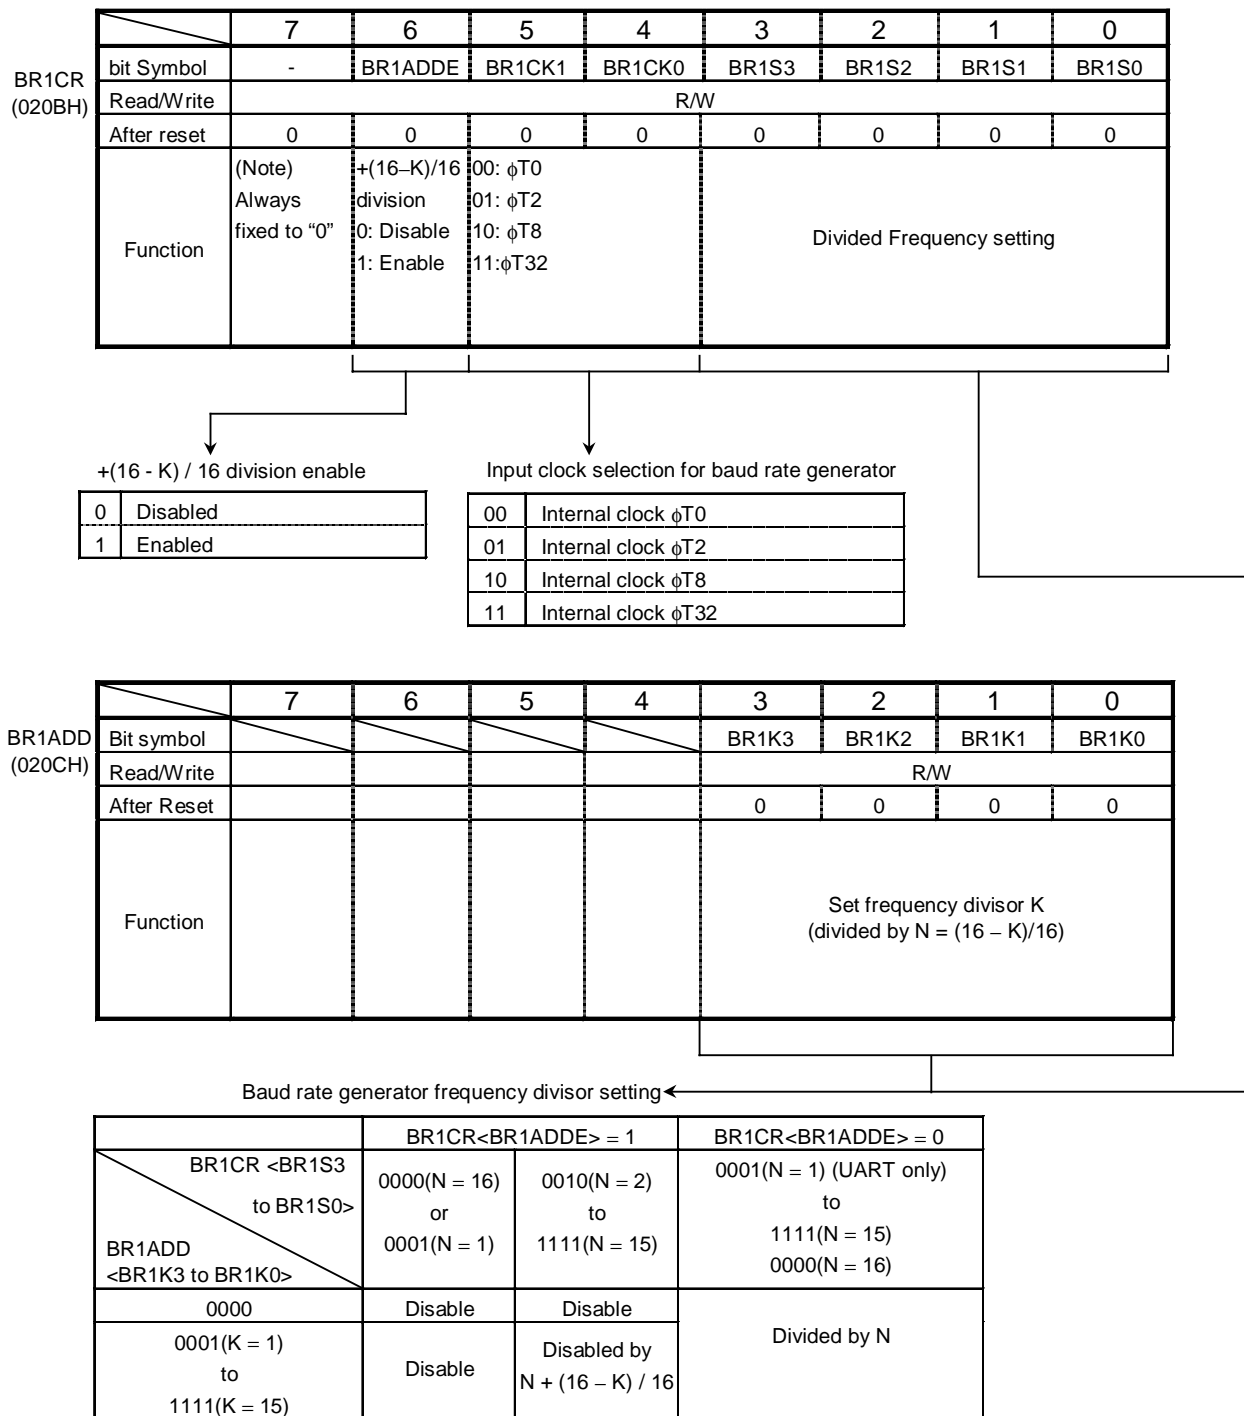 7 6 5 4 3 2 1 0
BR1CR
(020BH)
bit Symbol - BR1ADDE BR1CK1 BR1CK0 BR1S3 BR1S2 BR1S1 BR1S0
Read/Write R/W
After reset 0 0 0 0 0 0 0 0
Function
(Note)
Always
fixed to “0”
+(16–K)/16
division
0: Disable
1: Enable
00: ϕT0
01: ϕT2
10: ϕT8
11:ϕT32
Divided Frequency setting
+(16 - K) / 16 division enable
0 Disabled
1 Enabled
Input clock selection for baud rate generator
00 Internal clock ϕT0
01 Internal clock ϕT2
10 Internal clock ϕT8
11 Internal clock ϕT32
7 6 5 4 3 2 1 0
BR1ADD
(020CH)
Bit symbol BR1K3 BR1K2 BR1K1 BR1K0
Read/Write R/W
After Reset 0 0 0 0
Function
Set frequency divisor K
(divided by N = (16 – K)/16)
Baud rate generator frequency divisor setting
BR1CR<BR1ADDE> = 1 BR1CR<BR1ADDE> = 0
BR1CR <BR1S3
to BR1S0>
BR1ADD
<BR1K3 to BR1K0>
0000(N = 16)
or
0001(N = 1)
0010(N = 2)
to
1111(N = 15)
0001(N = 1) (UART only)
to
1111(N = 15)
0000(N = 16)
0000 Disable Disable
0001(K = 1)
to
1111(K = 15)
Disable
Disabled by
N + (16 – K) / 16
Divided by N